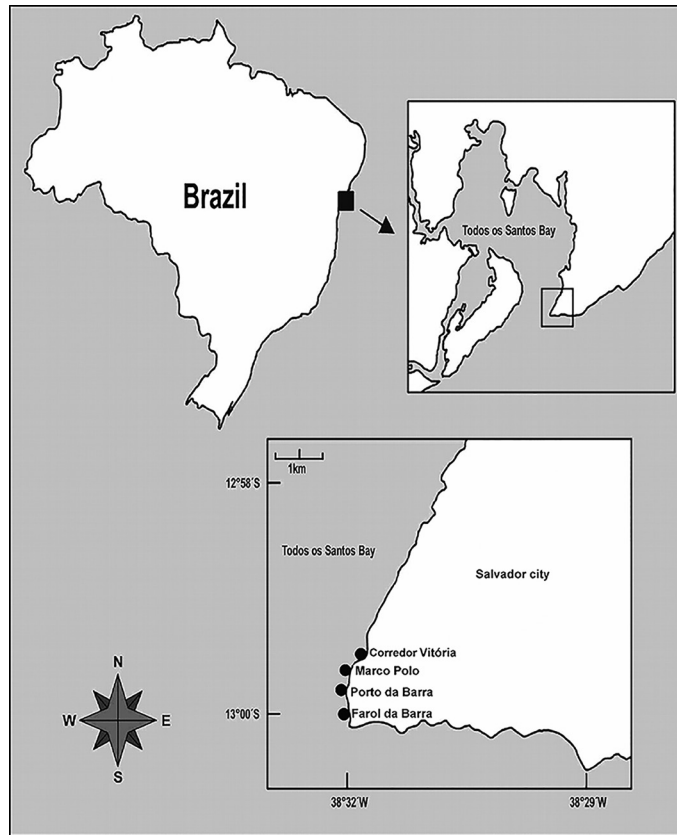 Brazil
Todos os Santos Bay
1km
12°58´S
Todos os Santos Bay
Salvador city
Corredor Vitória
Marco Polo
Porto da Barra
Farol da Barra
13°00´S
N
W
E
S
38°32´W
38°29´W